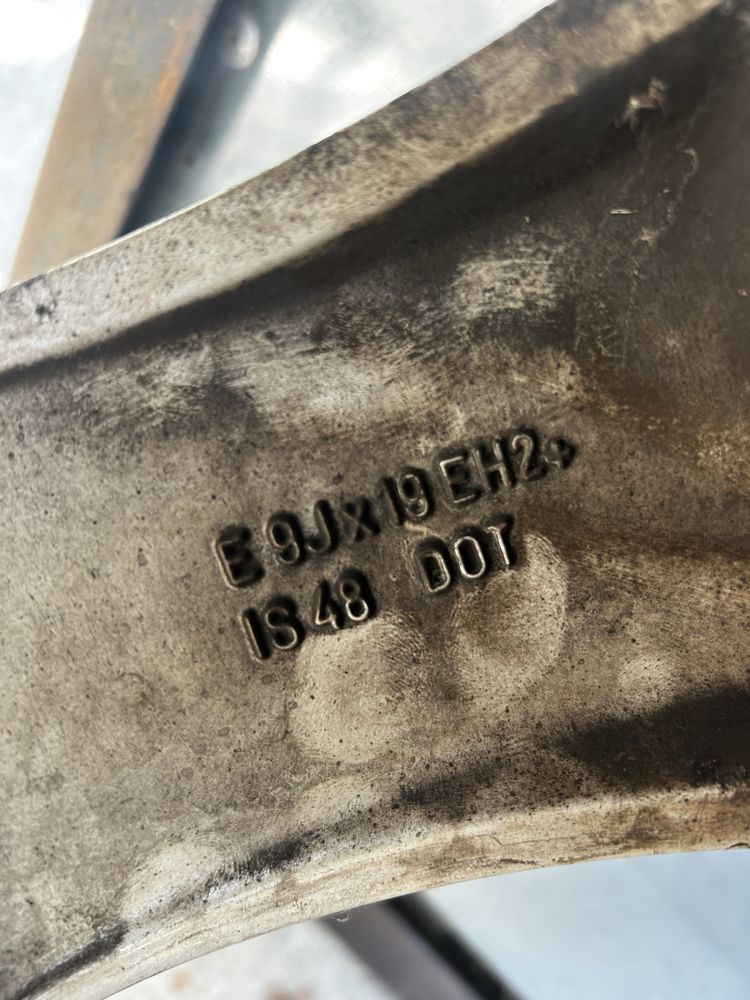 E 9Jx19 EH2+
IS 48 DOT